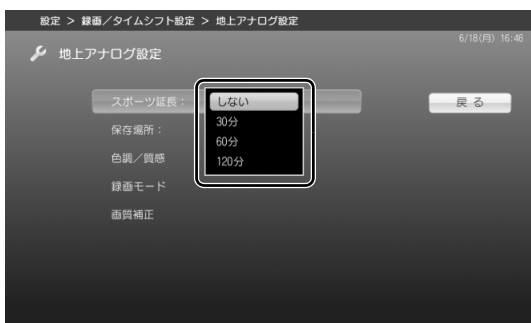 設定 > 録画/タイムシフト設定 > 地上アナログ設定
6/18(月) 16:46
地上アナログ設定
スポーツ延長：
しない
戻る
30分
保存場所：
60分
色調/質感
120分
録画モード
画質補正